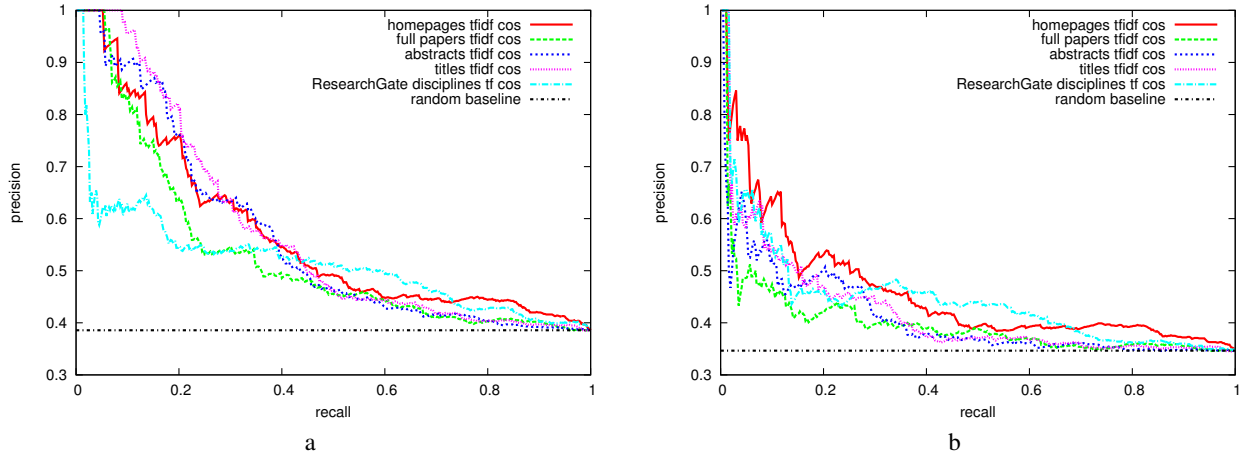 1
0.9
0.8
0.7
0.6
0.5
0.4
0.3
precision
homepages tfidf cos
full papers tfidf cos
abstracts tfidf cos
titles tfidf cos
ResearchGate disciplines tf cos
random baseline
0 0.2 0.4 0.6 0.8 1
recall
a
1
0.9
0.8
0.7
0.6
0.5
0.4
0.3
precision
homepages tfidf cos
full papers tfidf cos
abstracts tfidf cos
titles tfidf cos
ResearchGate disciplines tf cos
random baseline
0 0.2 0.4 0.6 0.8 1
recall
b